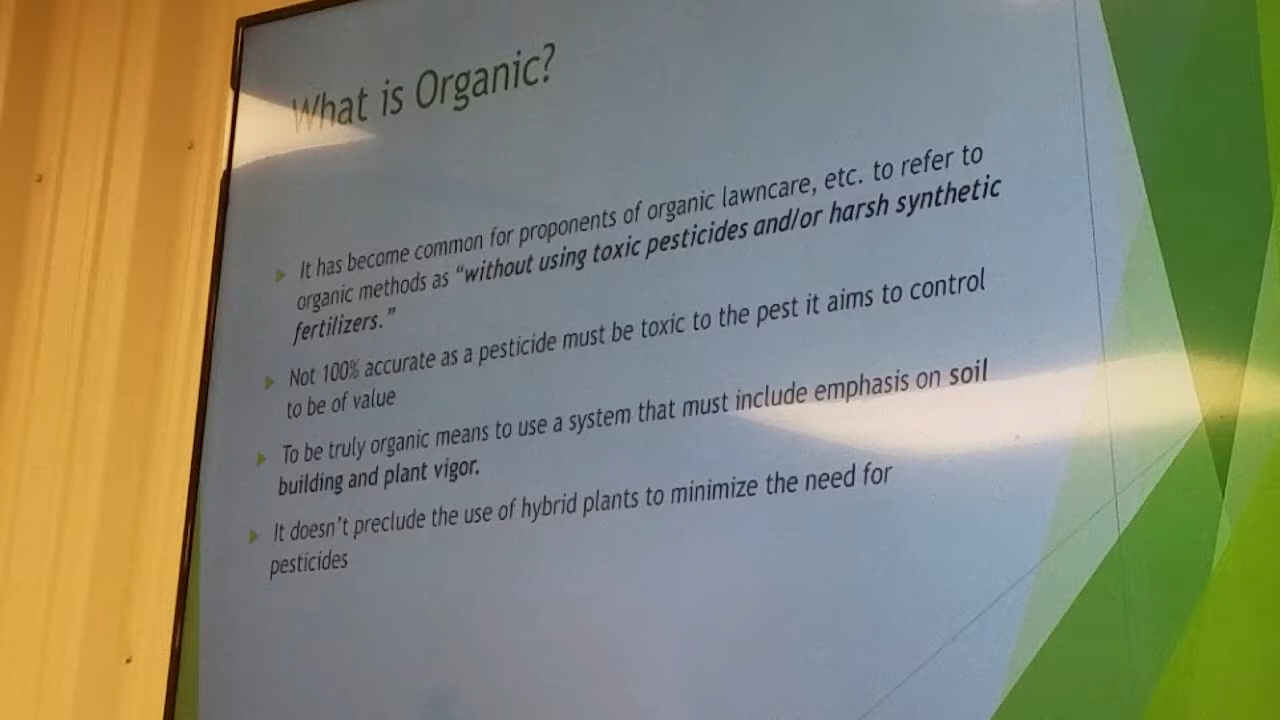 What is Organic?
It has become common for proponents of organic lawncare, etc. to refer to
organic methods as “without using toxic pesticides and/or harsh synthetic
fertilizers.”
Not 100% accurate as a pesticide must be toxic to the pest it aims to control
to be of value
To be truly organic means to use a system that must include emphasis on soil
building and plant vigor.
It doesn’t preclude the use of hybrid plants to minimize the need for
pesticides